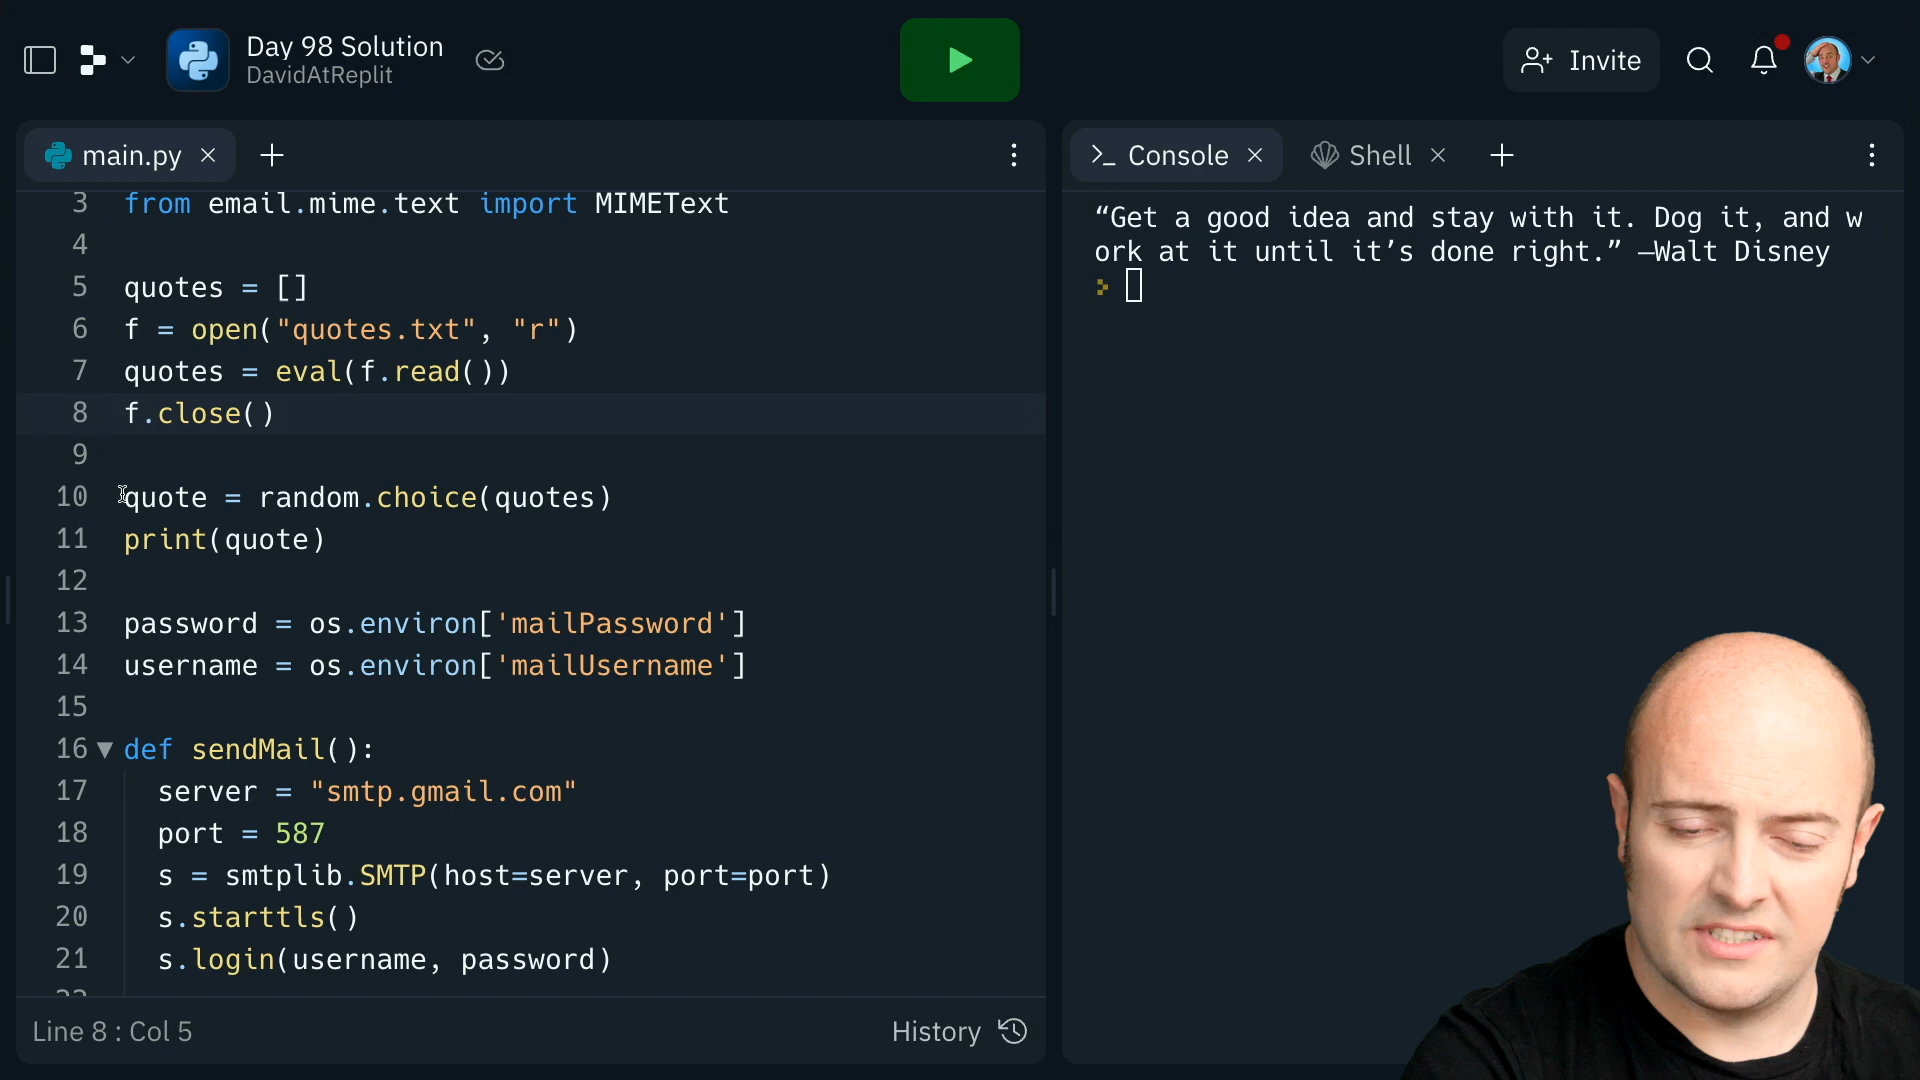 Day 98 Solution
DavidAtReplit
Invite
main.py
Console
Shell
3 from email.mime.text import MIMEText
4
5 quotes = []
6 f = open("quotes.txt", "r")
7 quotes = eval(f.read())
8 f.close()
9
10 quote = random.choice(quotes)
11 print(quote)
12
13 password = os.environ['mailPassword']
14 username = os.environ['mailUsername']
15
16 def sendMail():
17 server = "smtp.gmail.com"
18 port = 587
19 s = smtplib.SMTP(host=server, port=port)
20 s.starttls()
21 s.login(username, password)
Line 8 : Col 5
History
“Get a good idea and stay with it. Dog it, and w
ork at it until it’s done right.” —Walt Disney